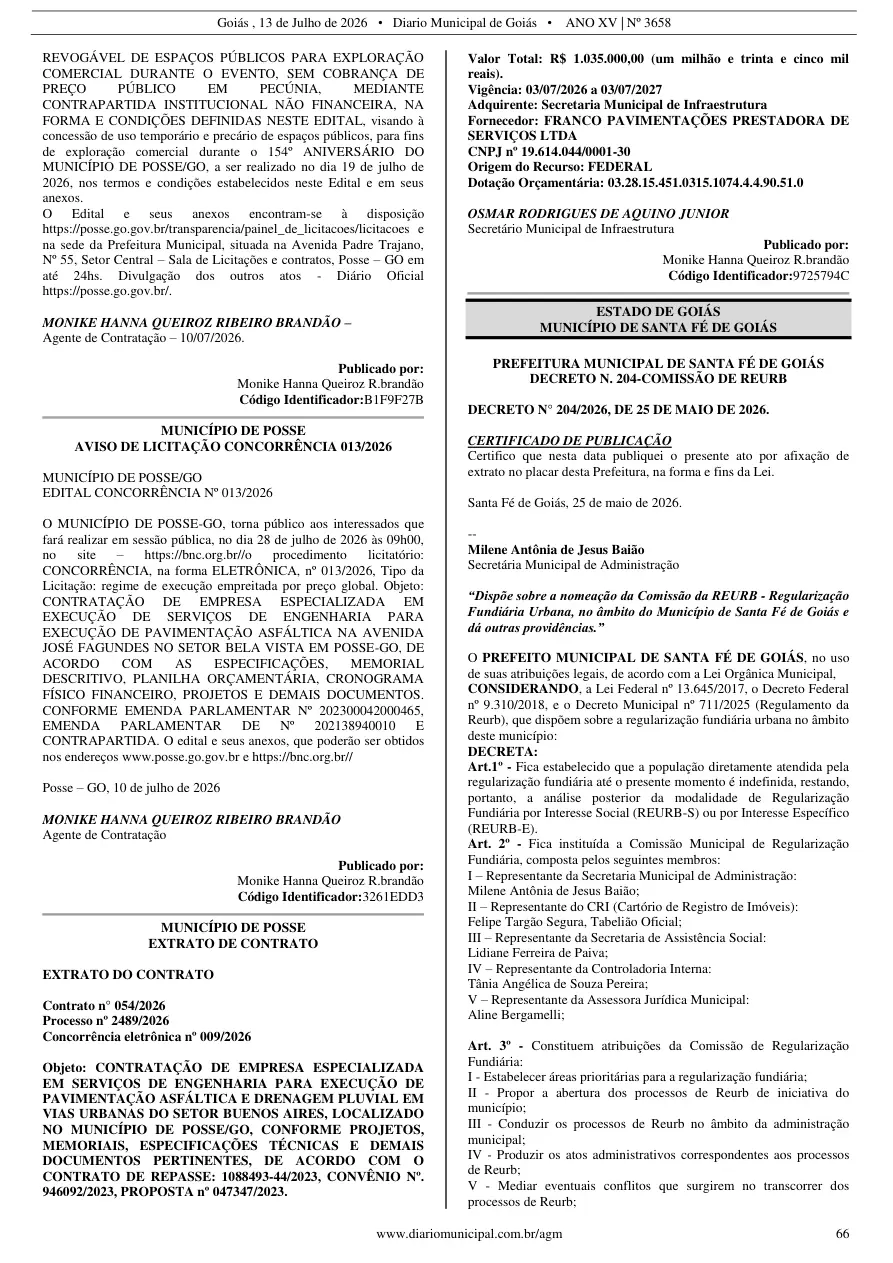 Goiás , 13 de Julho de 2026 • Diario Municipal de Goiás • ANO XV | Nº 3658
REVOGÁVEL DE ESPAÇOS PÚBLICOS PARA EXPLORAÇÃO
COMERCIAL DURANTE O EVENTO, SEM COBRANÇA DE
PREÇO PÚBLICO EM PECÚNIA, MEDIANTE
CONTRAPARTIDA INSTITUCIONAL NÃO FINANCEIRA, NA
FORMA E CONDIÇÕES DEFINIDAS NESTE EDITAL, visando à
concessão de uso temporário e precário de espaços públicos, para fins
de exploração comercial durante o 154º ANIVERSÁRIO DO
MUNICÍPIO DE POSSE/GO, a ser realizado no dia 19 de julho de
2026, nos termos e condições estabelecidos neste Edital e em seus
anexos.
O Edital e seus anexos encontram-se à disposição
https://posse.go.gov.br/transparencia/painel_de_licitacoes/licitacoes e
na sede da Prefeitura Municipal, situada na Avenida Padre Trajano,
Nº 55, Setor Central – Sala de Licitações e contratos, Posse – GO em
até 24hs. Divulgação dos outros atos - Diário Oficial
https://posse.go.gov.br/.
MONIKE HANNA QUEIROZ RIBEIRO BRANDÃO –
Agente de Contratação – 10/07/2026.
Publicado por:
Monike Hanna Queiroz R.brandão
Código Identificador:B1F9F27B
MUNICÍPIO DE POSSE
AVISO DE LICITAÇÃO CONCORRÊNCIA 013/2026
MUNICÍPIO DE POSSE/GO
EDITAL CONCORRÊNCIA Nº 013/2026
O MUNICÍPIO DE POSSE-GO, torna público aos interessados que
fará realizar em sessão pública, no dia 28 de julho de 2026 às 09h00,
no site – https://bnc.org.br//o procedimento licitatório:
CONCORRÊNCIA, na forma ELETRÔNICA, nº 013/2026, Tipo da
Licitação: regime de execução empreitada por preço global. Objeto:
CONTRATAÇÃO DE EMPRESA ESPECIALIZADA EM
EXECUÇÃO DE SERVIÇOS DE ENGENHARIA PARA
EXECUÇÃO DE PAVIMENTAÇÃO ASFÁLTICA NA AVENIDA
JOSÉ FAGUNDES NO SETOR BELA VISTA EM POSSE-GO, DE
ACORDO COM AS ESPECIFICAÇÕES, MEMORIAL
DESCRITIVO, PLANILHA ORÇAMENTÁRIA, CRONOGRAMA
FÍSICO FINANCEIRO, PROJETOS E DEMAIS DOCUMENTOS.
CONFORME EMENDA PARLAMENTAR Nº 202300042000465,
EMENDA PARLAMENTAR DE Nº 202138940010 E
CONTRAPARTIDA. O edital e seus anexos, que poderão ser obtidos
nos endereços www.posse.go.gov.br e https://bnc.org.br//
Posse – GO, 10 de julho de 2026
MONIKE HANNA QUEIROZ RIBEIRO BRANDÃO
Agente de Contratação
Publicado por:
Monike Hanna Queiroz R.brandão
Código Identificador:3261EDD3
MUNICÍPIO DE POSSE
EXTRATO DE CONTRATO
EXTRATO DO CONTRATO
Contrato n° 054/2026
Processo nº 2489/2026
Concorrência eletrônica nº 009/2026
Objeto: CONTRATAÇÃO DE EMPRESA ESPECIALIZADA
EM SERVIÇOS DE ENGENHARIA PARA EXECUÇÃO DE
PAVIMENTAÇÃO ASFÁLTICA E DRENAGEM PLUVIAL EM
VIAS URBANAS DO SETOR BUENOS AIRES, LOCALIZADO
NO MUNICÍPIO DE POSSE/GO, CONFORME PROJETOS,
MEMORIAIS, ESPECIFICAÇÕES TÉCNICAS E DEMAIS
DOCUMENTOS PERTINENTES, DE ACORDO COM O
CONTRATO DE REPASSE: 1088493-44/2023, CONVÊNIO Nº.
946092/2023, PROPOSTA nº 047347/2023.
Valor Total: R$ 1.035.000,00 (um milhão e trinta e cinco mil
reais).
Vigência: 03/07/2026 a 03/07/2027
Adquirente: Secretaria Municipal de Infraestrutura
Fornecedor: FRANCO PAVIMENTAÇÕES PRESTADORA DE
SERVIÇOS LTDA
CNPJ nº 19.614.044/0001-30
Origem do Recurso: FEDERAL
Dotação Orçamentária: 03.28.15.451.0315.1074.4.4.90.51.0
OSMAR RODRIGUES DE AQUINO JUNIOR
Secretário Municipal de Infraestrutura
Publicado por:
Monike Hanna Queiroz R.brandão
Código Identificador:9725794C
ESTADO DE GOIÁS
MUNICÍPIO DE SANTA FÉ DE GOIÁS
PREFEITURA MUNICIPAL DE SANTA FÉ DE GOIÁS
DECRETO N. 204-COMISSÃO DE REURB
DECRETO N° 204/2026, DE 25 DE MAIO DE 2026.
CERTIFICADO DE PUBLICAÇÃO
Certifico que nesta data publiquei o presente ato por afixação de
extrato no placar desta Prefeitura, na forma e fins da Lei.
Santa Fé de Goiás, 25 de maio de 2026.
--
Milene Antônia de Jesus Baião
Secretária Municipal de Administração
“Dispõe sobre a nomeação da Comissão da REURB - Regularização
Fundiária Urbana, no âmbito do Município de Santa Fé de Goiás e
dá outras providências.”
O PREFEITO MUNICIPAL DE SANTA FÉ DE GOIÁS, no uso
de suas atribuições legais, de acordo com a Lei Orgânica Municipal,
CONSIDERANDO, a Lei Federal nº 13.645/2017, o Decreto Federal
nº 9.310/2018, e o Decreto Municipal nº 711/2025 (Regulamento da
Reurb), que dispõem sobre a regularização fundiária urbana no âmbito
deste município:
DECRETA:
Art.1º - Fica estabelecido que a população diretamente atendida pela
regularização fundiária até o presente momento é indefinida, restando,
portanto, a análise posterior da modalidade de Regularização
Fundiária por Interesse Social (REURB-S) ou por Interesse Específico
(REURB-E).
Art. 2º - Fica instituída a Comissão Municipal de Regularização
Fundiária, composta pelos seguintes membros:
I – Representante da Secretaria Municipal de Administração:
Milene Antônia de Jesus Baião;
II – Representante do CRI (Cartório de Registro de Imóveis):
Felipe Targão Segura, Tabelião Oficial;
III – Representante da Secretaria de Assistência Social:
Lidiane Ferreira de Paiva;
IV – Representante da Controladoria Interna:
Tânia Angélica de Souza Pereira;
V – Representante da Assessora Jurídica Municipal:
Aline Bergamelli;
Art. 3º - Constituem atribuições da Comissão de Regularização
Fundiária:
I - Estabelecer áreas prioritárias para a regularização fundiária;
II - Propor a abertura dos processos de Reurb de iniciativa do
município;
III - Conduzir os processos de Reurb no âmbito da administração
municipal;
IV - Produzir os atos administrativos correspondentes aos processos
de Reurb;
V - Mediar eventuais conflitos que surgirem no transcorrer dos
processos de Reurb;
www.diariomunicipal.com.br/agm
66